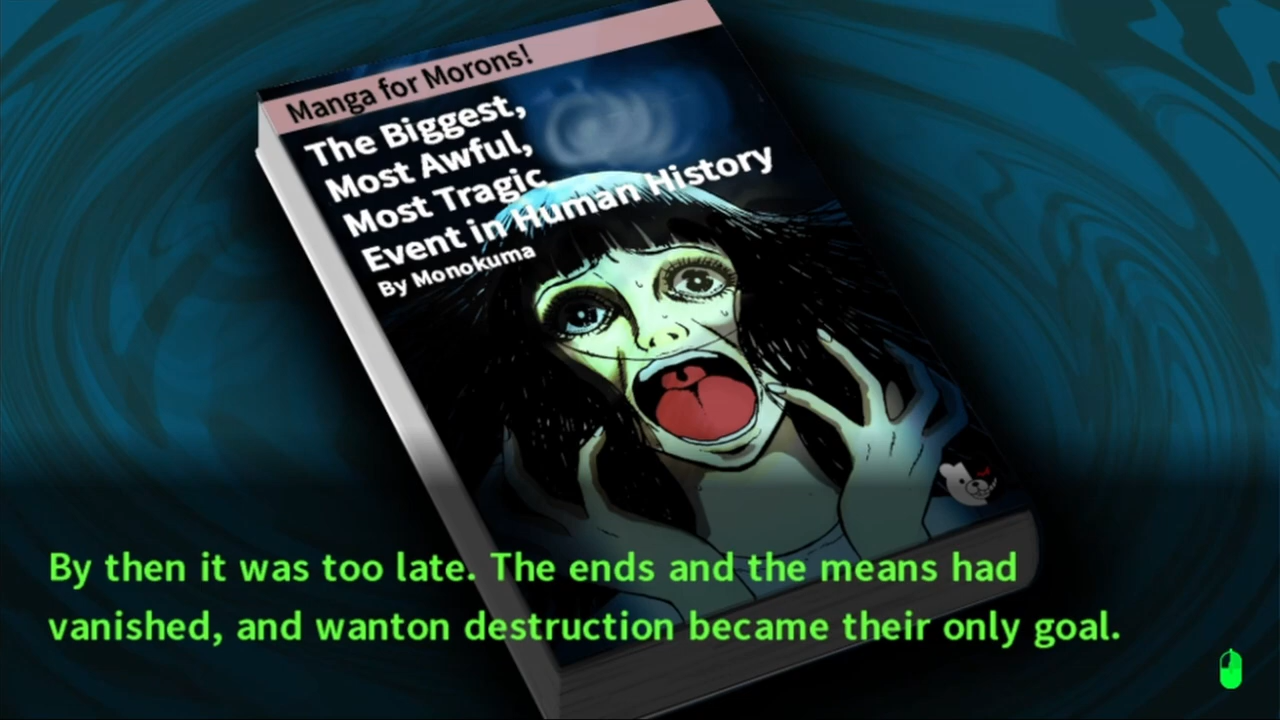 Manga for Morons!
The Biggest,
Most Awful,
Most Tragic
Event in Human History
By Monokuma
By then it was too late. The ends and the means had
vanished, and wanton destruction became their only goal.